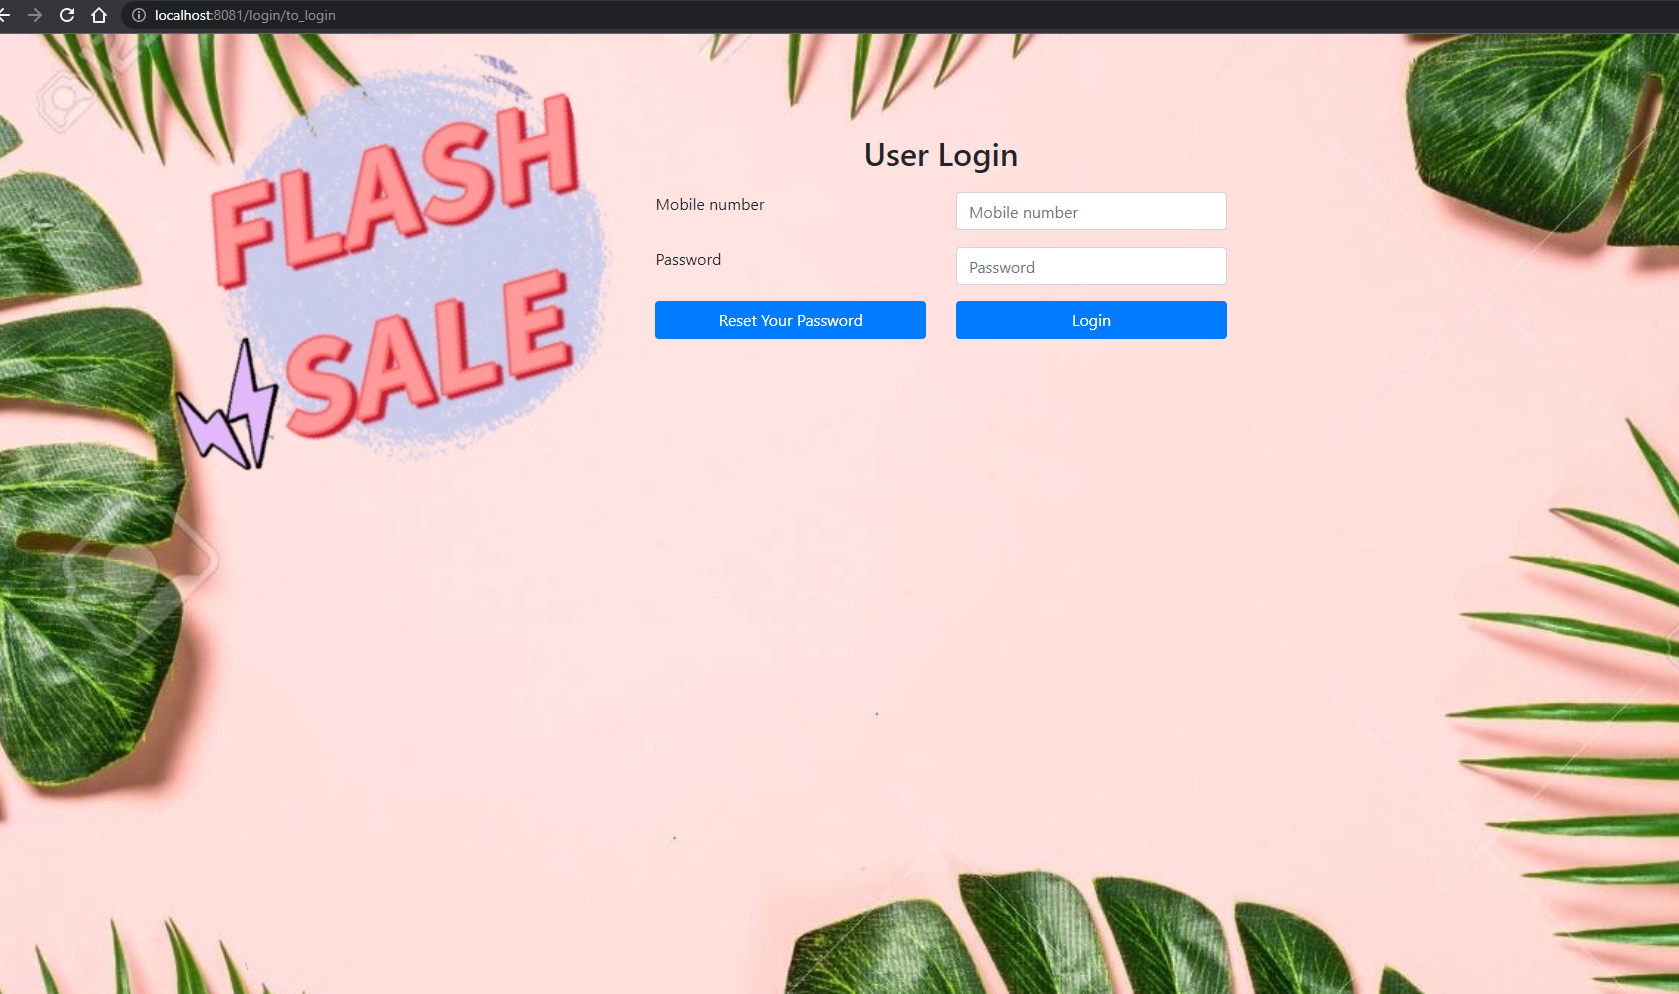 localhost:8081/login/to_login
FLASH
SALE
User Login
Mobile number
Mobile number
Password
Password
Reset Your Password
Login